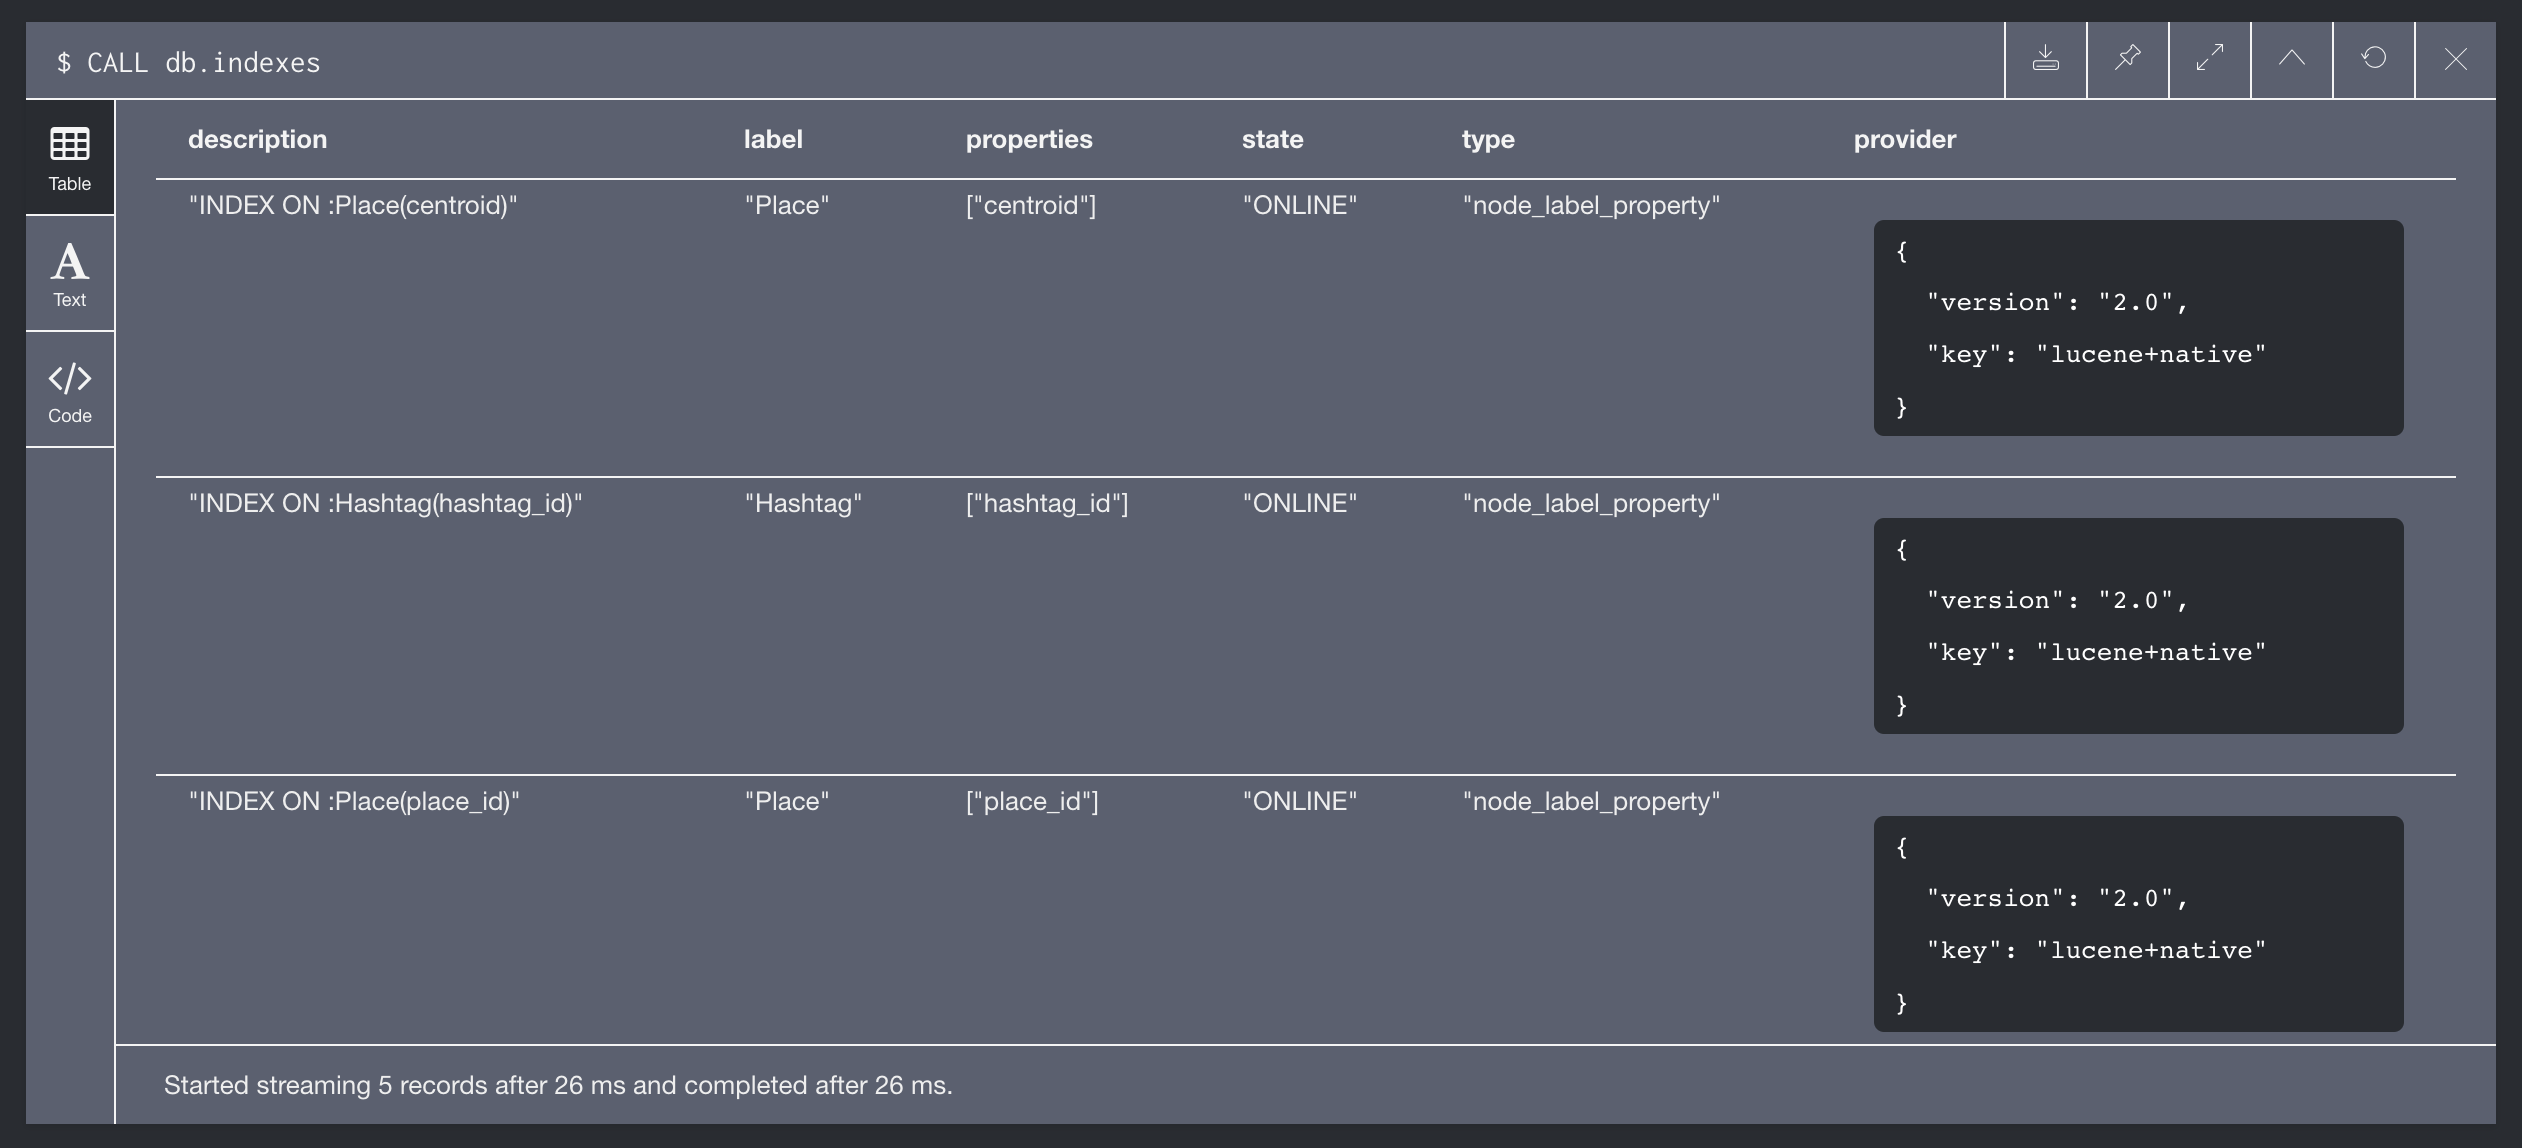 $ CALL db.indexes
Table
Text
Code
description label properties state type provider
"INDEX ON :Place(centroid)" "Place" ["centroid"] "ONLINE" "node_label_property"
{
"version": "2.0",
"key": "lucene+native"
}
"INDEX ON :Hashtag(hashtag_id)" "Hashtag" ["hashtag_id"] "ONLINE" "node_label_property"
{
"version": "2.0",
"key": "lucene+native"
}
"INDEX ON :Place(place_id)" "Place" ["place_id"] "ONLINE" "node_label_property"
{
"version": "2.0",
"key": "lucene+native"
}
Started streaming 5 records after 26 ms and completed after 26 ms.